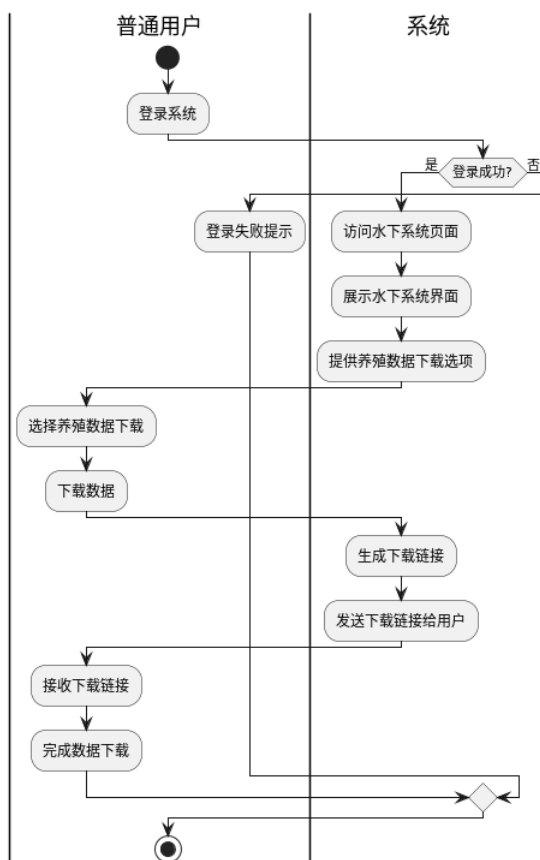 普通用户
系统
登录系统
登录成功?
是
否
登录失败提示
访问水下系统页面
展示水下系统界面
提供养殖数据下载选项
选择养殖数据下载
下载数据
生成下载链接
发送下载链接给用户
接收下载链接
完成数据下载